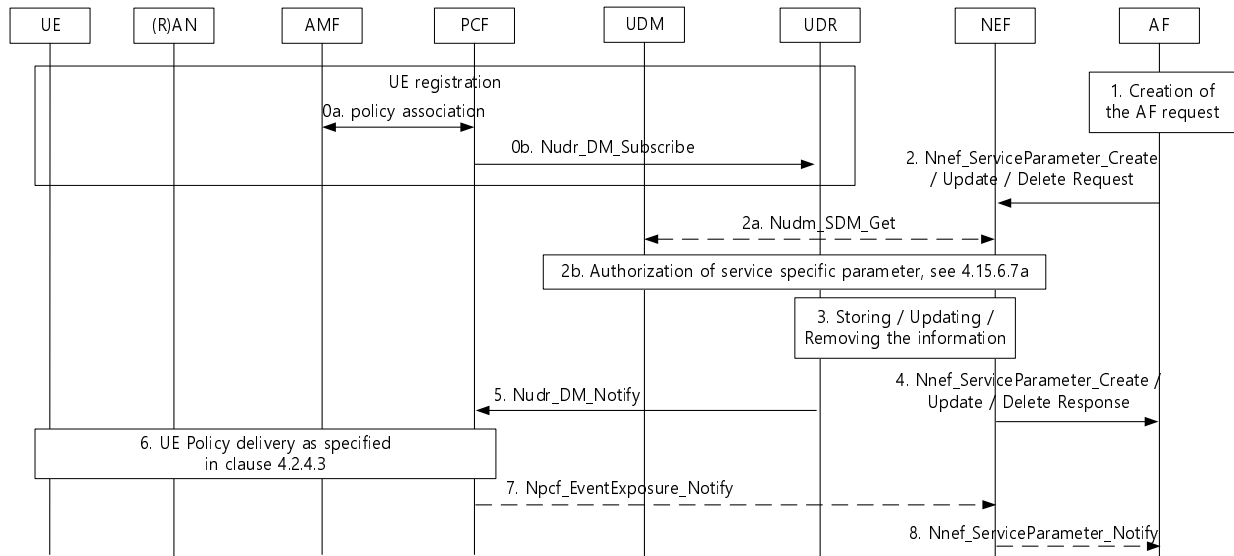 UE
(R)AN
AMF
PCF
UDM
UDR
NEF
AF
UE registration
0a. policy association
0b. Nudr_DM_Subscribe
1. Creation of
the AF request
2. Nnef_ServiceParameter_Create
/ Update / Delete Request
2a. Nudm_SDM_Get
2b. Authorization of service specific parameter, see 4.15.6.7a
3. Storing / Updating /
Removing the information
4. Nnef_ServiceParameter_Create /
Update / Delete Response
5. Nudr_DM_Notify
6. UE Policy delivery as specified
in clause 4.2.4.3
7. Npcf_EventExposure_Notify
8. Nnef_ServiceParameter_Notify